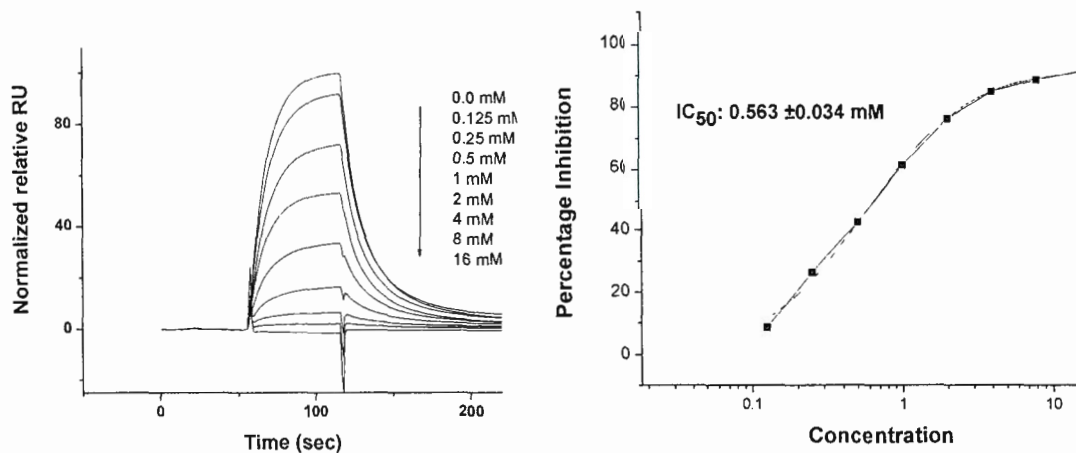 Normalized relative RU
80
40
0
0
100
200
Time (sec)
0.0 mM
0.125 mM
0.25 mM
0.5 mM
1 mM
2 mM
4 mM
8 mM
16 mM
Percentage Inhibition
100
80
60
40
20
0
0.1
1
10
Concentration
IC50: 0.563 ±0.034 mM